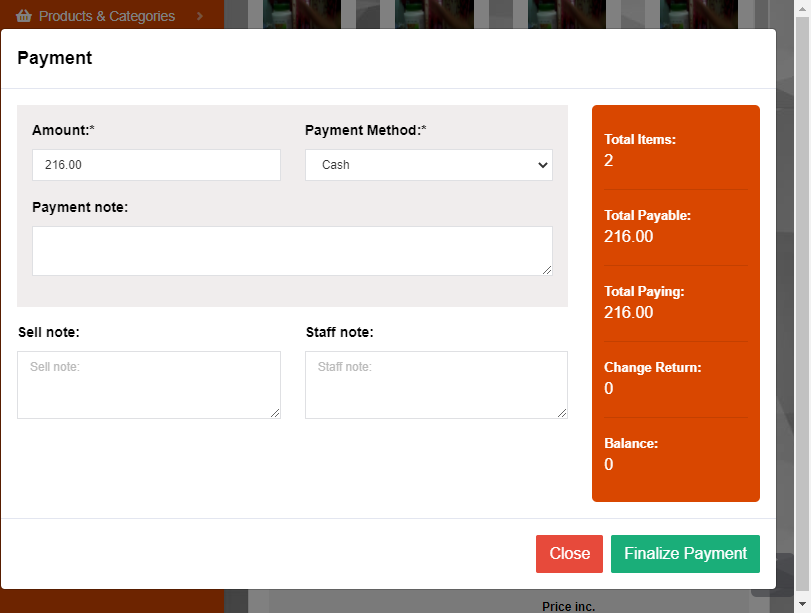 Products & Categories
Payment
Amount:*
Payment Method:*
216.00
Cash
Payment note:
Sell note:
Staff note:
Sell note:
Staff note:
Total Items:
2
Total Payable:
216.00
Total Paying:
216.00
Change Return:
0
Balance:
0
Close
Finalize Payment
Price inc.